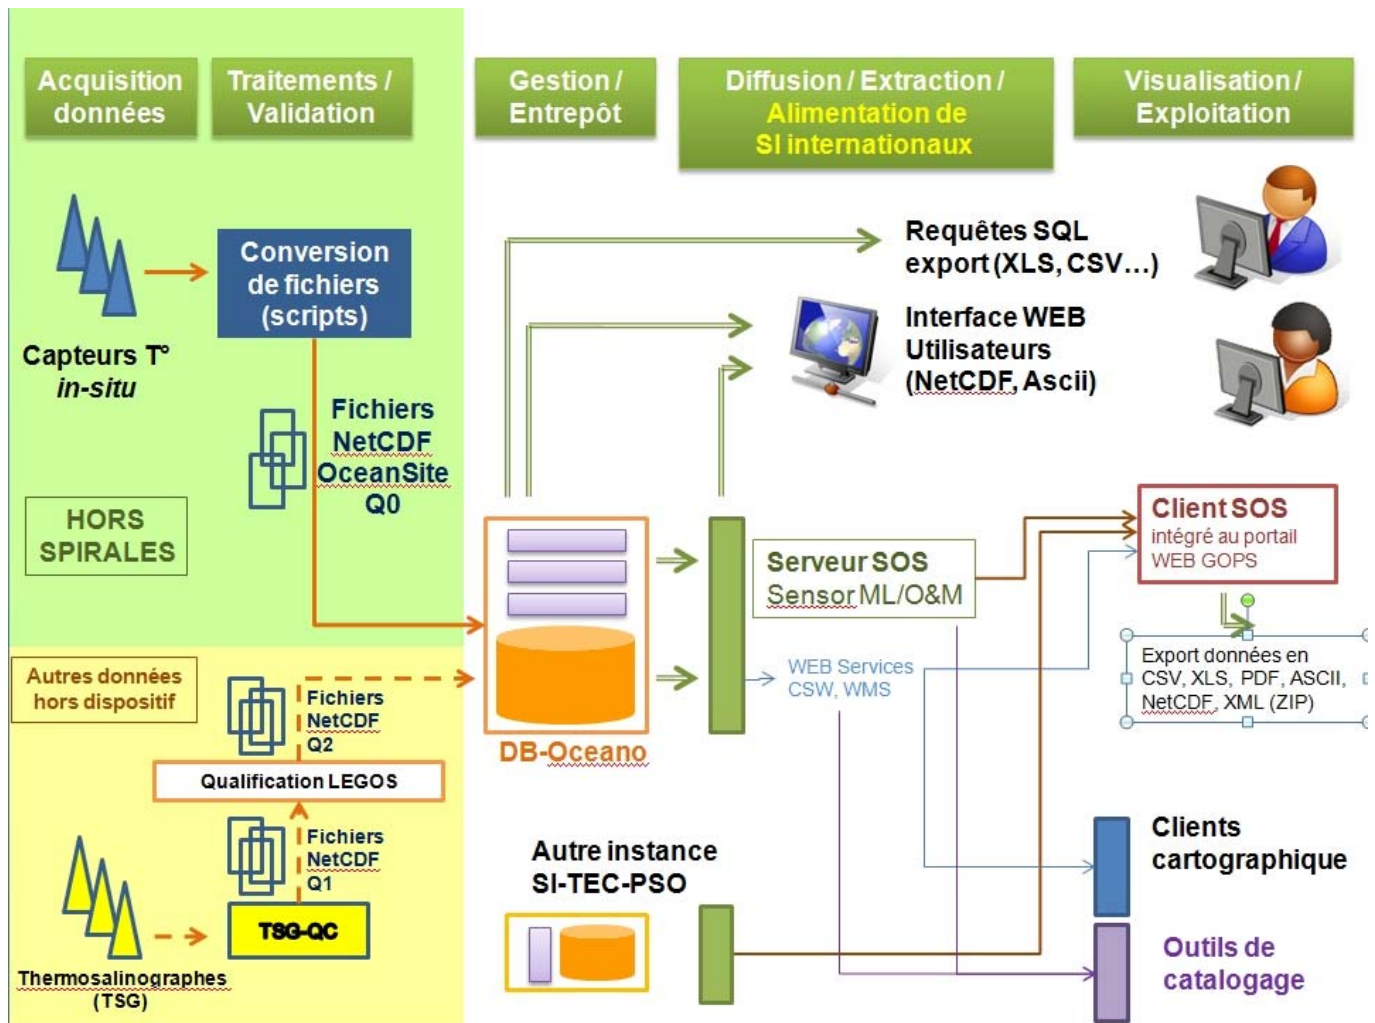 Acquisition
données
Traitements /
Validation
Gestion /
Entrepôt
Diffusion / Extraction /
Alimentation de
SI internationaux
Visualisation /
Exploitation
Capteurs T°
in-situ
Conversion
de fichiers
(scripts)
Fichiers
NetCDF
OceanSite
Q0
HORS
SPIRALES
Requêtes SQL
export (XLS, CSV…)
Interface WEB
Utilisateurs
(NetCDF, Ascii)
DB-Oceano
Serveur SOS
Sensor ML/O&M
WEB Services
CSW, WMS
Client SOS
intégré au portail
WEB GOPS
Export données en
CSV, XLS, PDF, ASCII,
NetCDF, XML (ZIP)
Autres données
hors dispositif
Fichiers
NetCDF
Q2
Qualification LEGOS
Fichiers
NetCDF
Q1
TSG-QC
Thermosalinographes
(TSG)
Autre instance
SI-TEC-PSO
Clients
cartographique
Outils de
catalogage